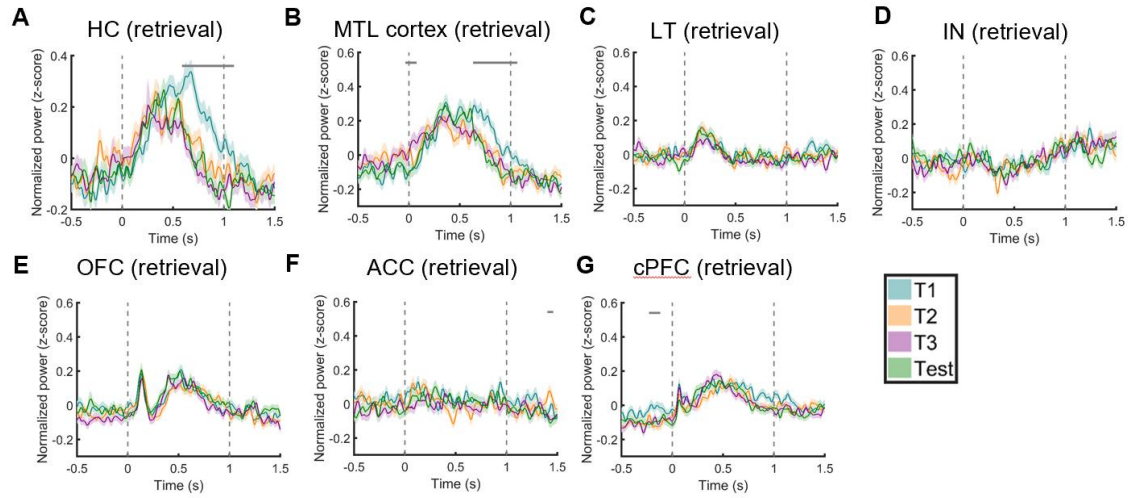 A
HC (retrieval)
Normalized power (z-score)
0.4
0.2
0
-0.2
-0.5
0
0.5
1
1.5
Time (s)
B
MTL cortex (retrieval)
Normalized power (z-score)
0.6
0.4
0.2
0
-0.2
-0.5
0
0.5
1
1.5
Time (s)
C
LT (retrieval)
Normalized power (z-score)
0.6
0.4
0.2
0
-0.2
-0.5
0
0.5
1
1.5
Time (s)
D
IN (retrieval)
Normalized power (z-score)
0.6
0.4
0.2
0
-0.2
-0.5
0
0.5
1
1.5
Time (s)
E
OFC (retrieval)
Normalized power (z-score)
0.6
0.4
0.2
0
-0.2
-0.5
0
0.5
1
1.5
Time (s)
F
ACC (retrieval)
Normalized power (z-score)
0.6
0.4
0.2
0
-0.2
-0.5
0
0.5
1
1.5
Time (s)
G
cPFC (retrieval)
Normalized power (z-score)
0.6
0.4
0.2
0
-0.2
-0.5
0
0.5
1
1.5
Time (s)
T1
T2
T3
Test